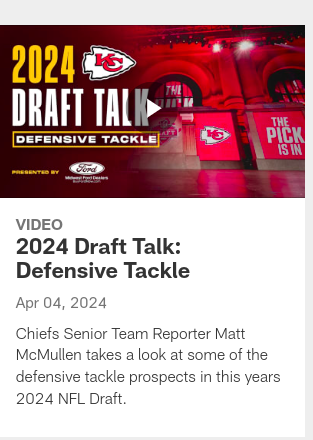 2024
KC
DRAFT TALK
DEFENSIVE TACKLE
PRESENTED BY
Ford
Midwest Ford Dealers
KC
THE
PICK
IS IN
VIDEO
2024 Draft Talk:
Defensive Tackle
Apr 04, 2024
Chiefs Senior Team Reporter Matt
McMullen takes a look at some of the
defensive tackle prospects in this years
2024 NFL Draft.